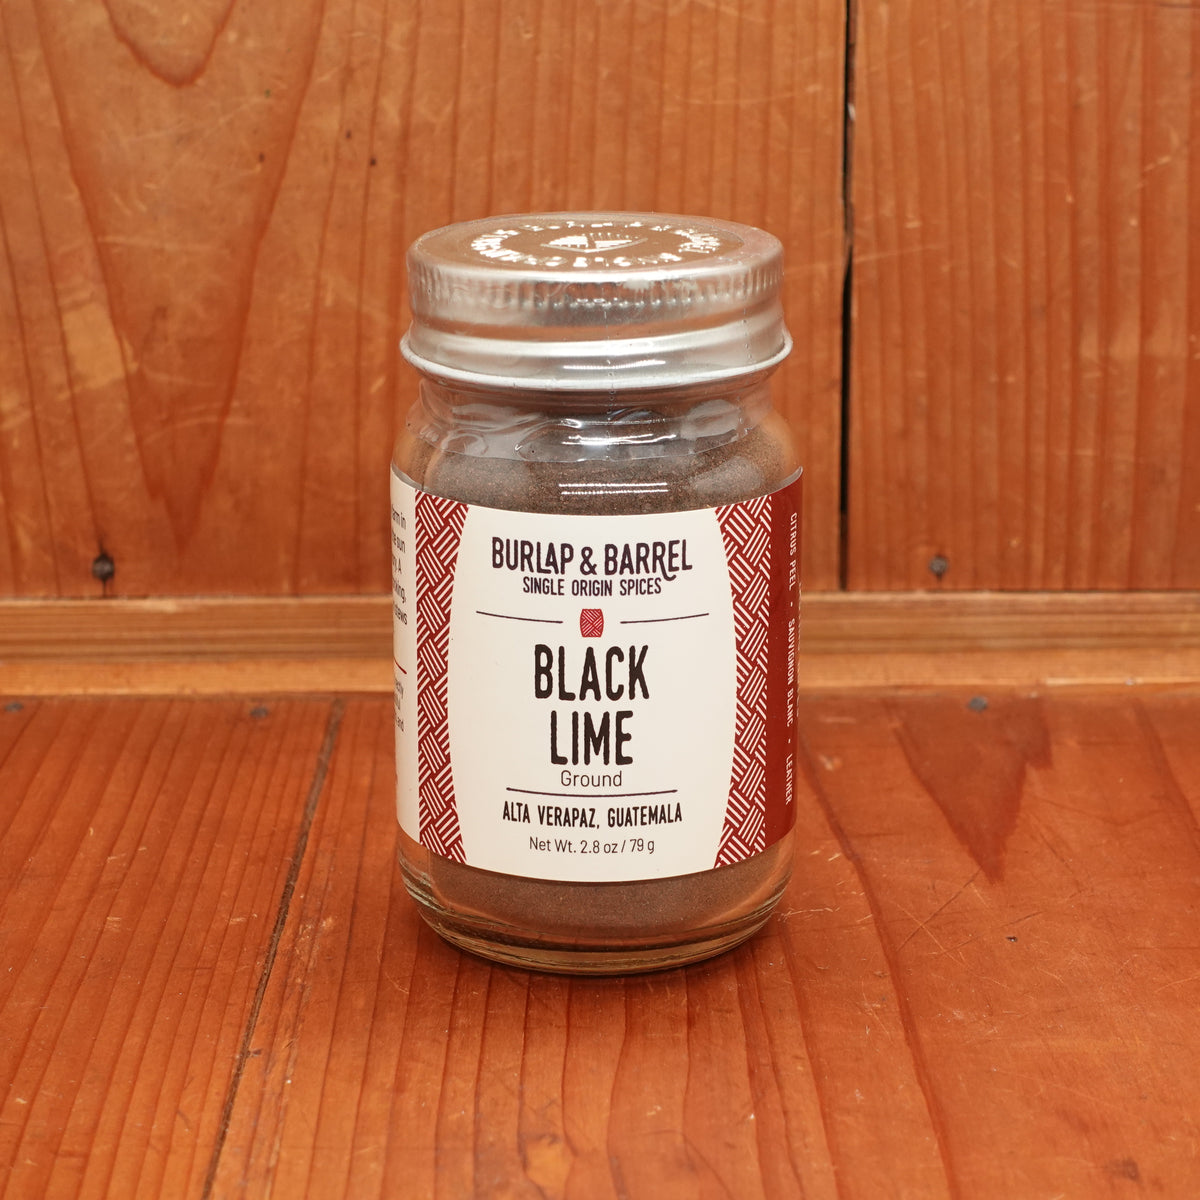 BURLAP & BARREL
SINGLE ORIGIN SPICES
BLACK
LIME
Ground
ALTA VERAPAZ, GUATEMALA
Net Wt. 2.8 oz / 79 g
CITRUS PEEL • SAUVIGNON BLANC • LEATHER